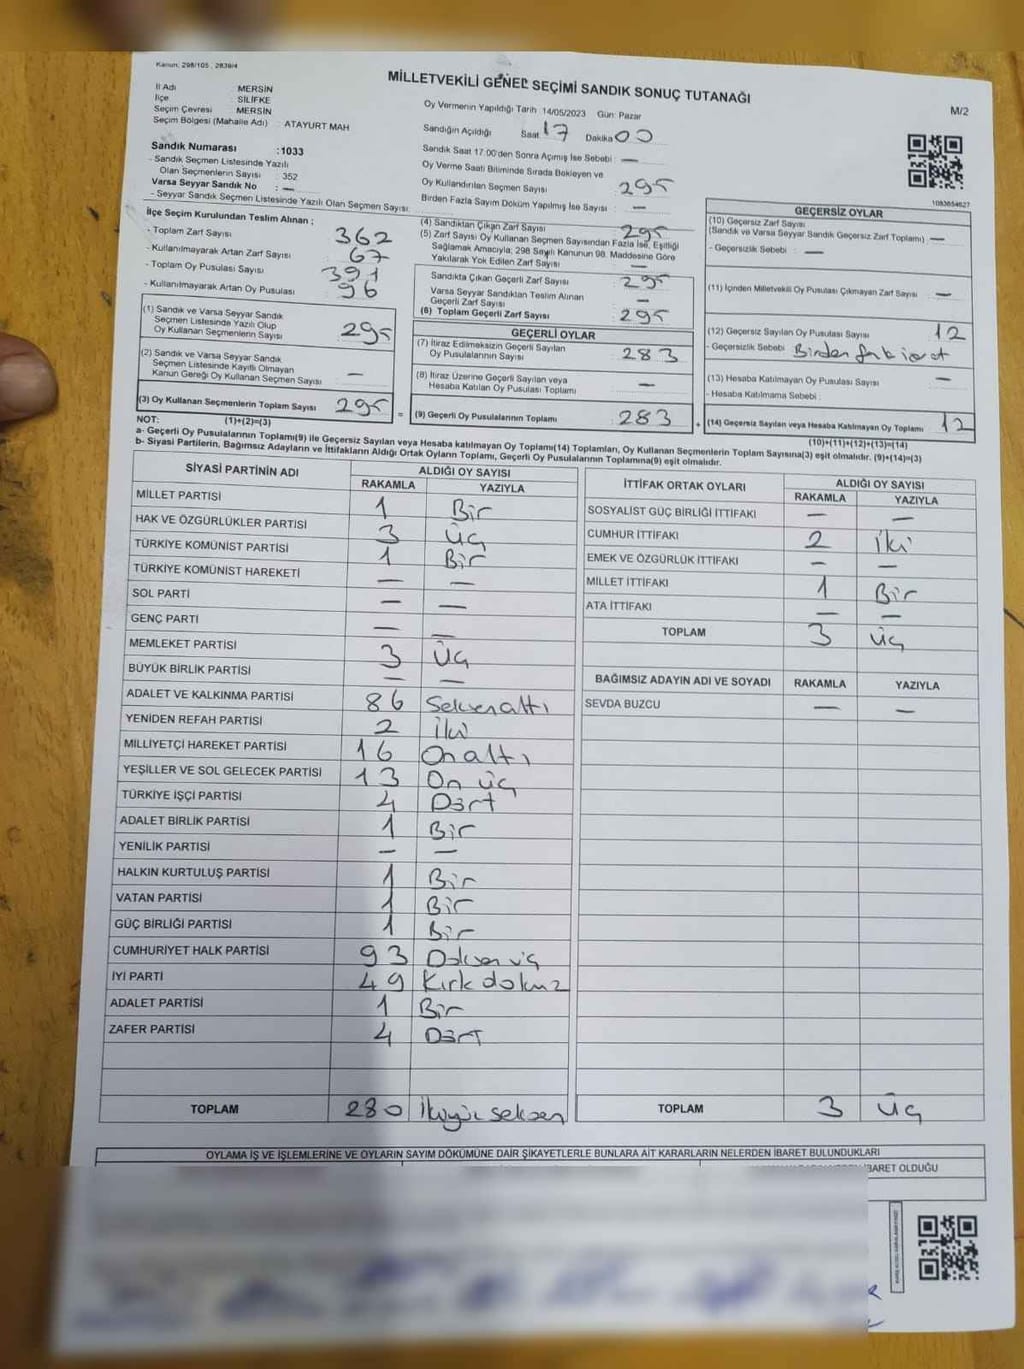 Kanun: 298/105 , 2839/4
MİLLETVEKİLİ GENEL SEÇİMİ SANDIK SONUÇ TUTANAĞI
M/2
İl Adı : MERSİN
İlçe : SİLİFKE
Seçim Çevresi : MERSİN
Seçim Bölgesi (Mahalle Adı) : ATAYURT MAH
Oy Vermenin Yapıldığı Tarih :14/05/2023 Gün: Pazar
Sandığın Açıldığı Saat 17 Dakika 00
Sandık Numarası :1033
- Sandık Seçmen Listesinde Yazılı
Olan Seçmenlerin Sayısı : 352
Varsa Seyyar Sandık No : —
- Seyyar Sandık Seçmen Listesinde Yazılı Olan Seçmen Sayısı:
Sandık Saat 17.00'den Sonra Açılmış İse Sebebi : —
Oy Verme Saati Bitiminde Sırada Bekleyen ve
Oy Kullandırılan Seçmen Sayısı : 295
Birden Fazla Sayım Döküm Yapılmış İse Sayısı : —
1093654627
İlçe Seçim Kurulundan Teslim Alınan ;
- Toplam Zarf Sayısı : 362
- Kullanılmayarak Artan Zarf Sayısı : 67
- Toplam Oy Pusulası Sayısı : 391
- Kullanılmayarak Artan Oy Pusulası : 96
(1) Sandık ve Varsa Seyyar Sandık
Seçmen Listesinde Yazılı Olup
Oy Kullanan Seçmenlerin Sayısı : 295
(2) Sandık ve Varsa Seyyar Sandık
Seçmen Listesinde Kayıtlı Olmayan
Kanun Gereği Oy Kullanan Seçmen Sayısı : —
(3) Oy Kullanan Seçmenlerin Toplam Sayısı : 295
(1)+(2)=(3)
(4) Sandıktan Çıkan Zarf Sayısı : 295
(5) Zarf Sayısı Oy Kullanan Seçmen Sayısından Fazla İse, Eşitliği
Sağlamak Amacıyla, 298 Sayılı Kanunun 98. Maddesine Göre
Yakılarak Yok Edilen Zarf Sayısı : —
Sandıkta Çıkan Geçerli Zarf Sayısı : 295
Varsa Seyyar Sandıktan Teslim Alınan
Geçerli Zarf Sayısı : —
(6) Toplam Geçerli Zarf Sayısı : 295
GEÇERLİ OYLAR
(7) İtiraz Edilmeksizin Geçerli Sayılan
Oy Pusulalarının Sayısı : 283
(8) İtiraz Üzerine Geçerli Sayılan veya
Hesaba Katılan Oy Pusulası Toplamı : —
= (9) Geçerli Oy Pusulalarının Toplamı : 283
GEÇERSİZ OYLAR
(10) Geçersiz Zarf Sayısı
(Sandık ve Varsa Seyyar Sandık Geçersiz Zarf Toplamı) : —
- Geçersizlik Sebebi : —
(11) İçinden Milletvekili Oy Pusulası Çıkmayan Zarf Sayısı : —
(12) Geçersiz Sayılan Oy Pusulası Sayısı : 12
- Geçersizlik Sebebi : Birden
(13) Hesaba Katılmayan Oy Pusulası Sayısı : —
- Hesaba Katılmama Sebebi :
+ (14) Geçersiz Sayılan veya Hesaba Katılmayan Oy Toplamı 12
(10)+(11)+(12)+(13)=(14)
NOT:
a- Geçerli Oy Pusulalarının Toplamı(9) ile Geçersiz Sayılan veya Hesaba katılmayan Oy Toplamı(14) Toplamları, Oy Kullanan Seçmenlerin Toplam Sayısına(3) eşit olmalıdır. (9)+(14)=(3)
b- Siyasi Partilerin, Bağımsız Adayların ve İttifakların Aldığı Ortak Oyların Toplamı, Geçerli Oy Pusulalarının Toplamına(9) eşit olmalıdır.
SİYASİ PARTİNİN ADI ALDIĞI OY SAYISI
RAKAMLA YAZIYLA
MİLLET PARTİSİ 1 Bir
HAK VE ÖZGÜRLÜKLER PARTİSİ 3 Üç
TÜRKİYE KOMÜNİST PARTİSİ 1 Bir
TÜRKİYE KOMÜNİST HAREKETİ — —
SOL PARTİ — —
GENÇ PARTİ — —
MEMLEKET PARTİSİ 3 Üç
BÜYÜK BİRLİK PARTİSİ — —
ADALET VE KALKINMA PARTİSİ 86 Seksenaltı
YENİDEN REFAH PARTİSİ 2 İki
MİLLİYETÇİ HAREKET PARTİSİ 16 Onaltı
YEŞİLLER VE SOL GELECEK PARTİSİ 13 On üç
TÜRKİYE İŞÇİ PARTİSİ 4 Dört
ADALET BİRLİK PARTİSİ 1 Bir
YENİLİK PARTİSİ — —
HALKIN KURTULUŞ PARTİSİ 1 Bir
VATAN PARTİSİ 1 Bir
GÜÇ BİRLİĞİ PARTİSİ 1 Bir
CUMHURİYET HALK PARTİSİ 93 Doksan üç
İYİ PARTİ 49 Kırk dokuz
ADALET PARTİSİ 1 Bir
ZAFER PARTİSİ 4 Dört
TOPLAM 280 İkiyüz seksen
İTTİFAK ORTAK OYLARI ALDIĞI OY SAYISI
RAKAMLA YAZIYLA
SOSYALİST GÜÇ BİRLİĞİ İTTİFAKI — —
CUMHUR İTTİFAKI 2 İki
EMEK VE ÖZGÜRLÜK İTTİFAKI — —
MİLLET İTTİFAKI 1 Bir
ATA İTTİFAKI — —
TOPLAM 3 Üç
BAĞIMSIZ ADAYIN ADI VE SOYADI RAKAMLA YAZIYLA
SEVDA BUZCU — —
TOPLAM 3 Üç
OYLAMA İŞ VE İŞLEMLERİNE VE OYLARIN SAYIM DÖKÜMÜNE DAİR ŞİKAYETLERLE BUNLARA AİT KARARLARIN NELERDEN İBARET BULUNDUKLARI
İBARET OLDUĞU